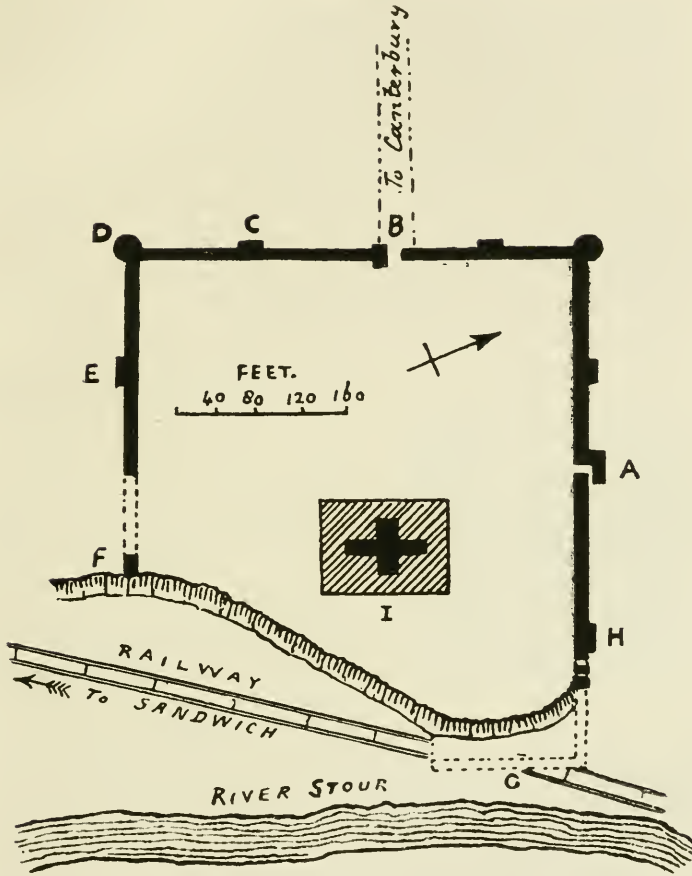 To Canterbury
D
C
B
E
FEET.
40 80 120 160
A
F
I
H
RAILWAY
TO SANDWICH
G
RIVER STOUR